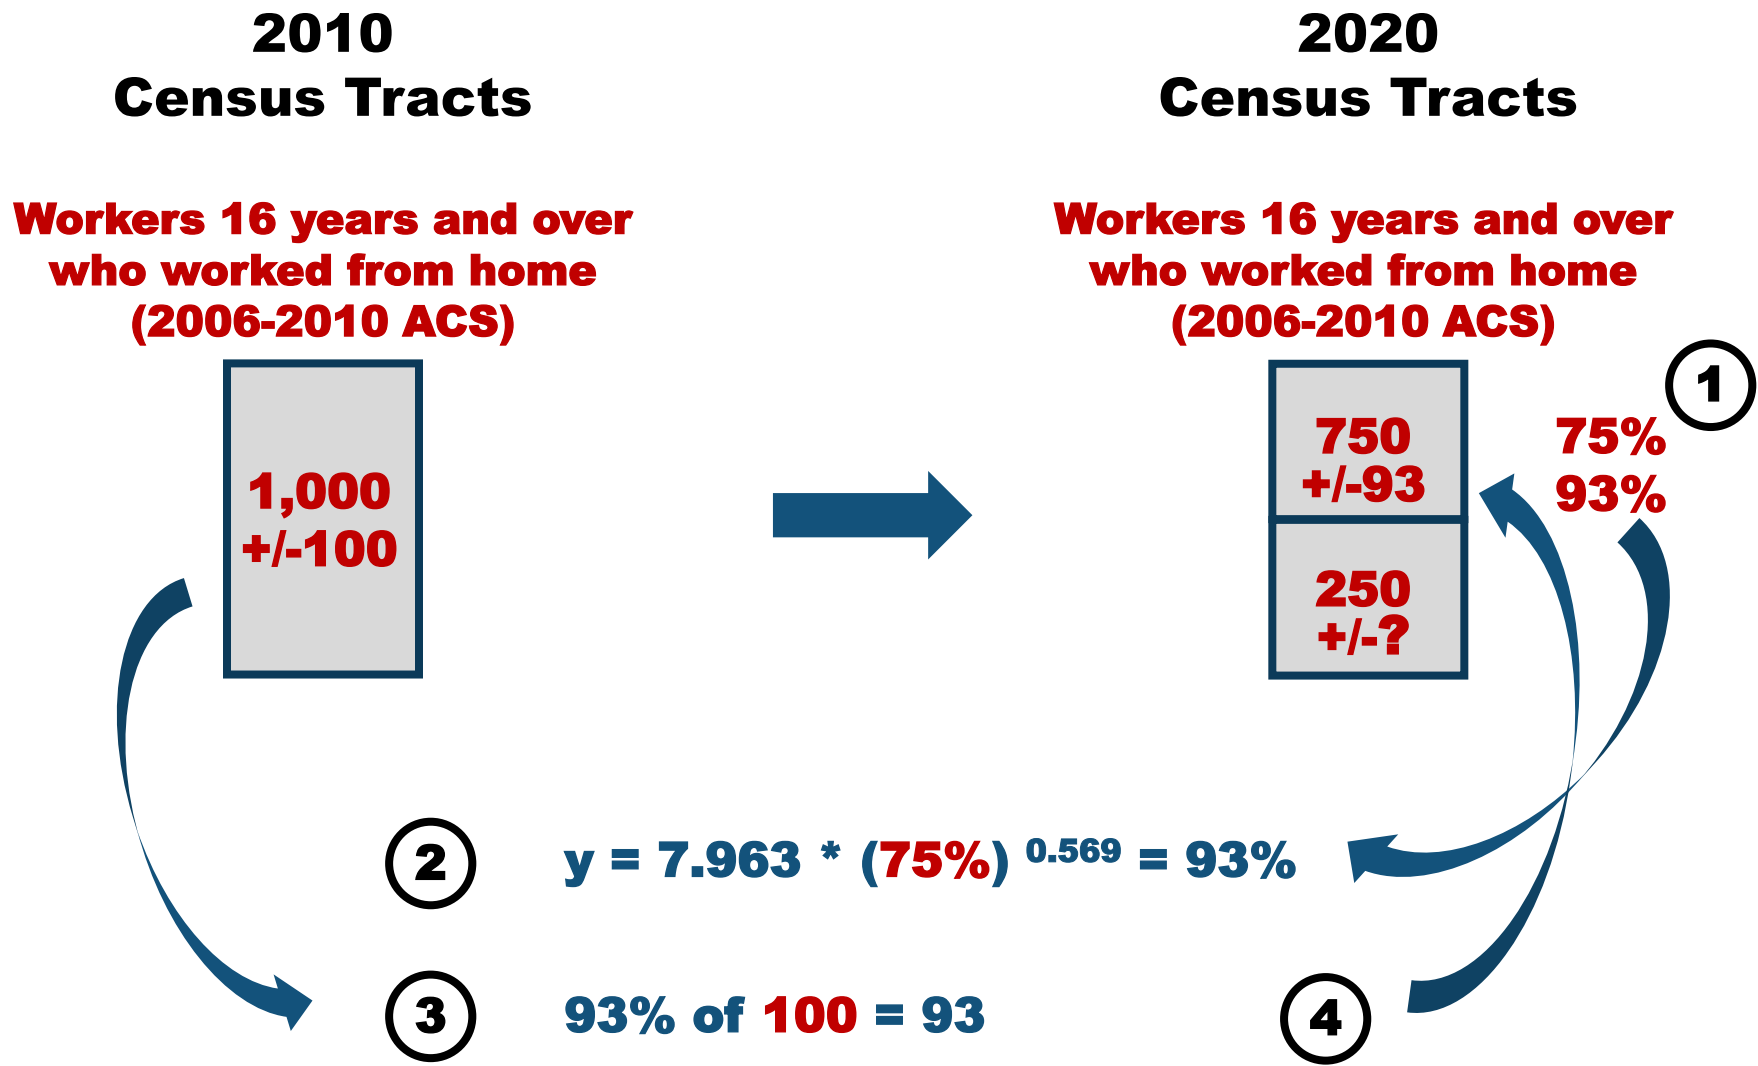 2010
Census Tracts
Workers 16 years and over
who worked from home
(2006-2010 ACS)
1,000
+/-100
2020
Census Tracts
Workers 16 years and over
who worked from home
(2006-2010 ACS)
1
750
+/-93
75%
93%
250
+/-?
2
y = 7.963 * (75%) 0.569 = 93%
3
93% of 100 = 93
4